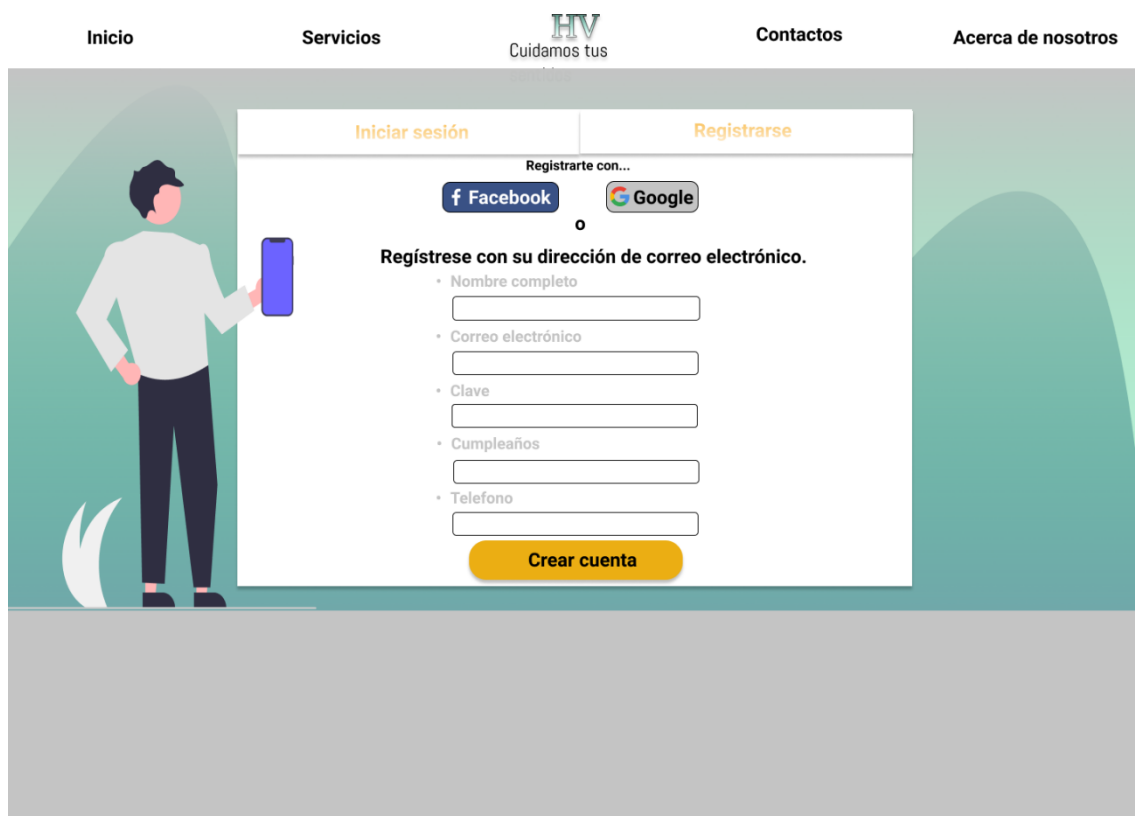 Inicio Servicios HV Contactos Acerca de nosotros
Cuidamos tus
Iniciar sesión Registrarse
Registrarte con...
f Facebook Google
o
Regístrese con su dirección de correo electrónico.
• Nombre completo
• Correo electrónico
• Clave
• Cumpleaños
• Telefono
Crear cuenta